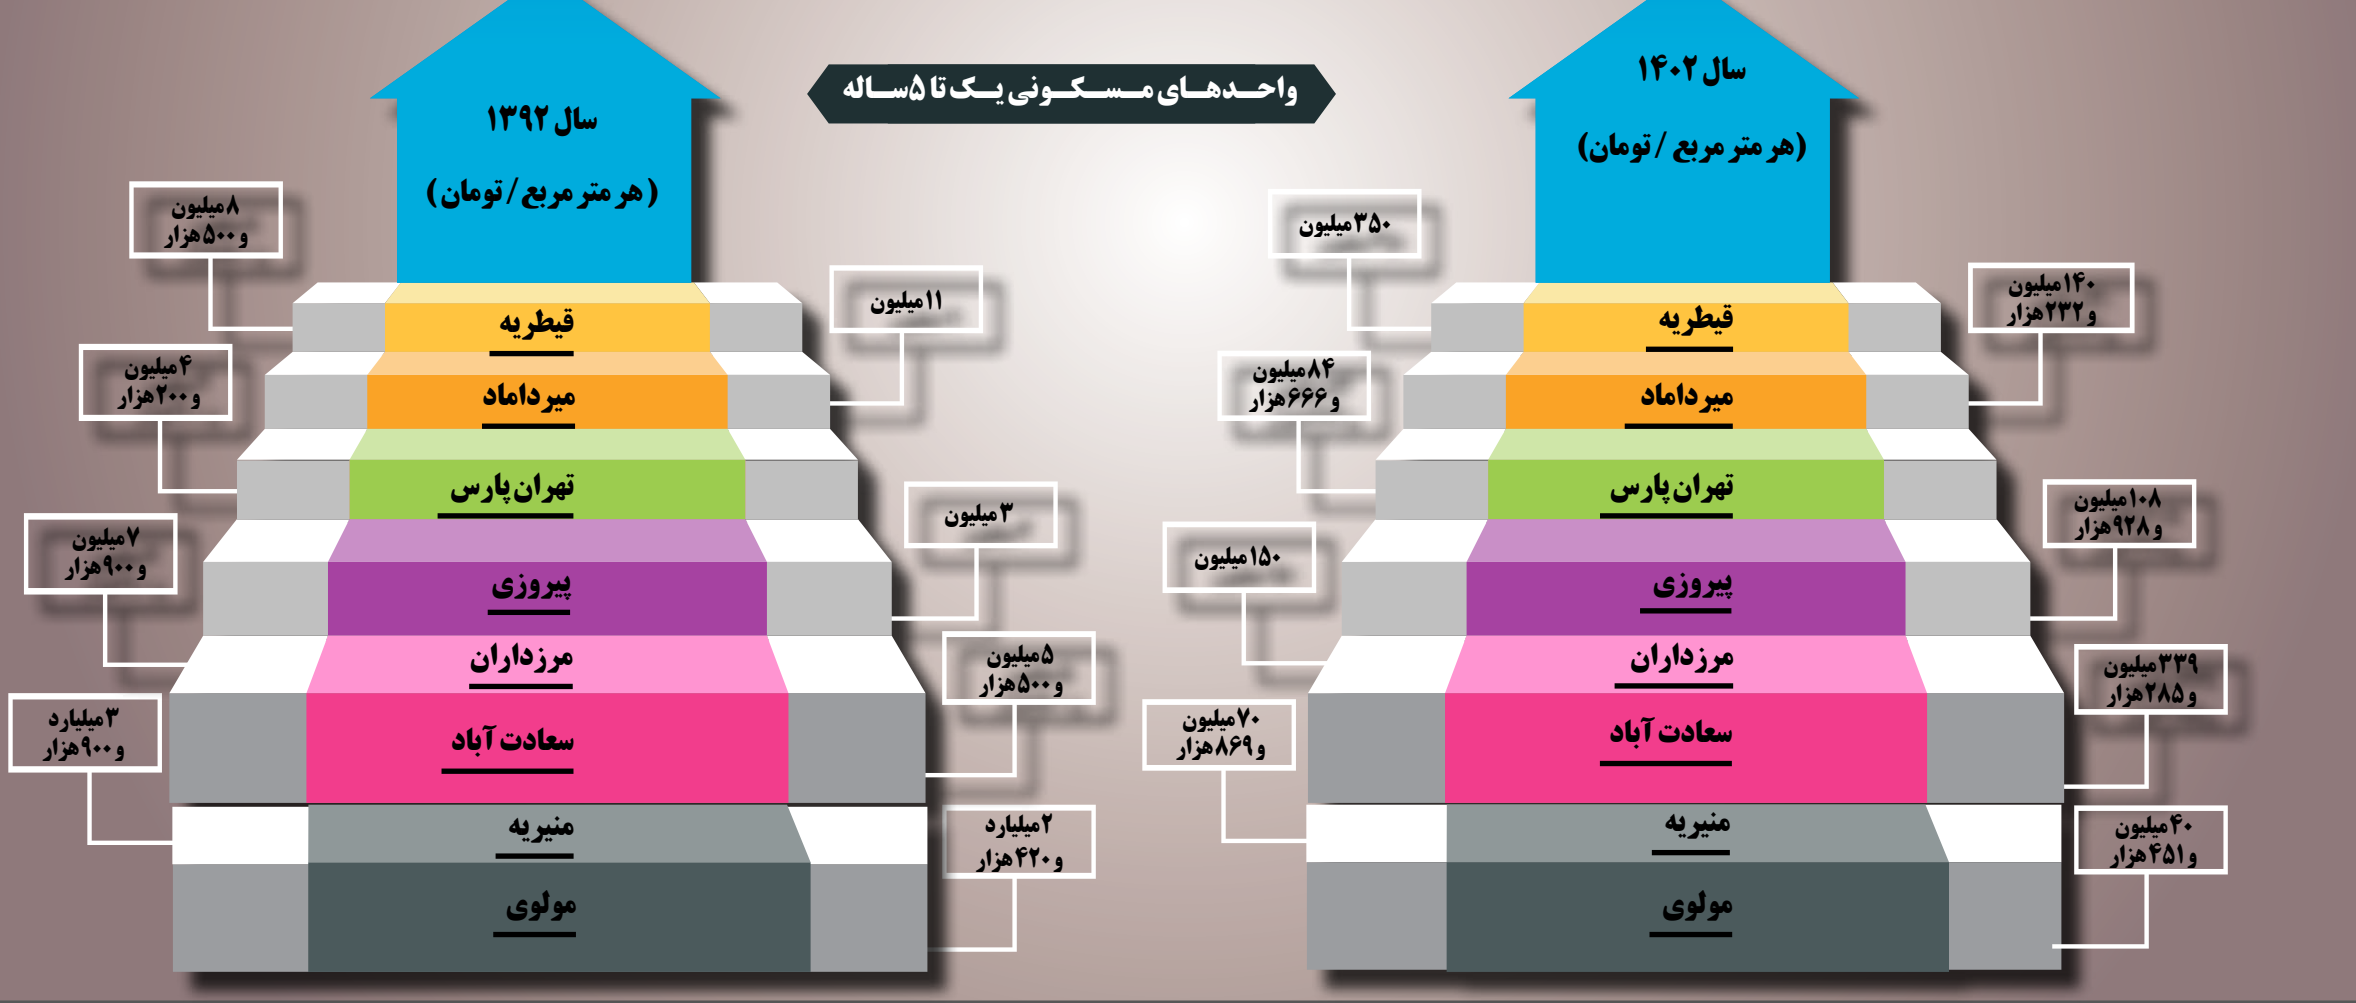 واحدهای مسکونی یک تا ۵ساله
سال ۱۴۰۲
(هر متر مربع / تومان)
۳۵۰میلیون
قیطریه
۱۴۰میلیون
و۲۳۲هزار
میرداماد
۸۴میلیون
و۶۶۶هزار
تهران‌پارس
۱۰۸میلیون
و۹۲۸هزار
پیروزی
۱۵۰میلیون
مرزداران
۳۳۹میلیون
و۲۸۵هزار
سعادت آباد
۷۰میلیون
و۸۶۹هزار
منیریه
۴۰میلیون
و۴۵۱هزار
مولوی
سال ۱۳۹۲
(هر متر مربع / تومان)
۸میلیون
و۵۰۰هزار
قیطریه
۱۱میلیون
میرداماد
۴میلیون
و۲۰۰هزار
تهران‌پارس
۳میلیون
پیروزی
۷میلیون
و۹۰۰هزار
مرزداران
۵میلیون
و۵۰۰هزار
سعادت آباد
۳میلیارد
و۹۰۰هزار
منیریه
۲میلیارد
و۴۲۰هزار
مولوی